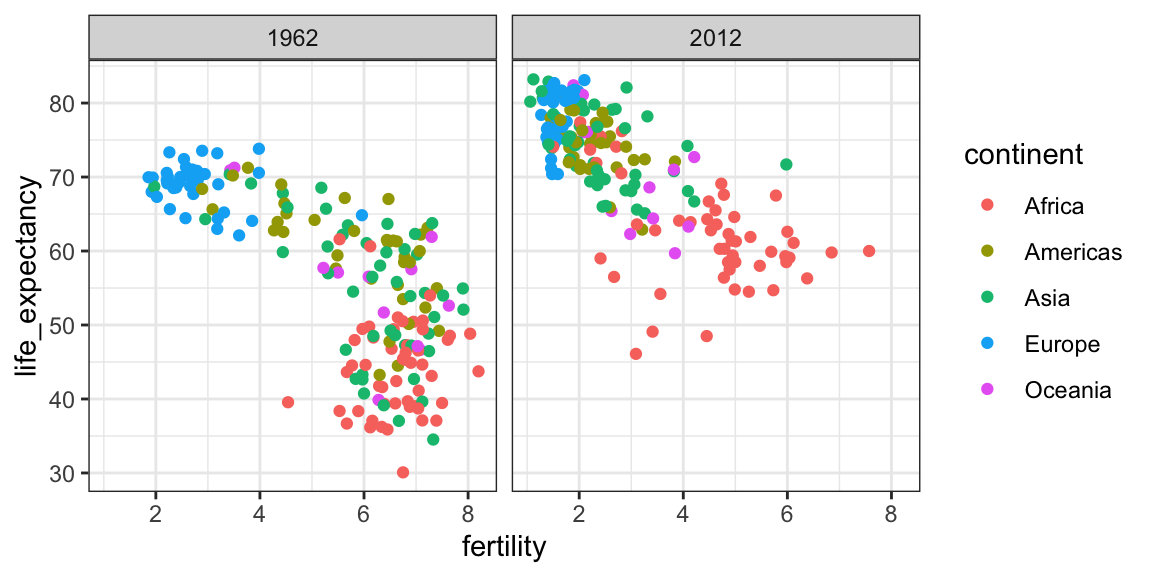 1962 2012
life_expectancy
80
70
60
50
40
30
2 4 6 8 2 4 6 8
fertility
continent
Africa
Americas
Asia
Europe
Oceania